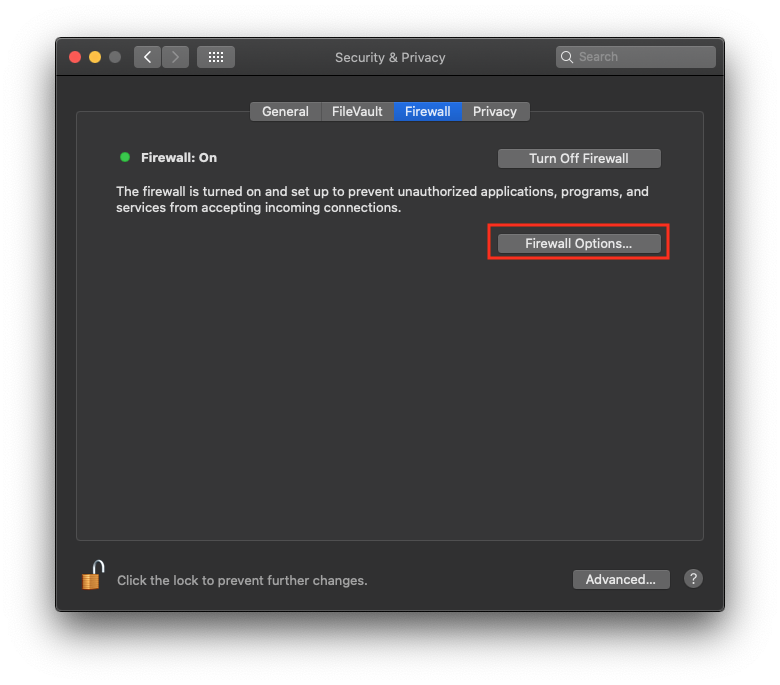 Security & Privacy
Search
General
FileVault
Firewall
Privacy
Firewall: On
Turn Off Firewall
The firewall is turned on and set up to prevent unauthorized applications, programs, and
services from accepting incoming connections.
Firewall Options...
Click the lock to prevent further changes.
Advanced...
?